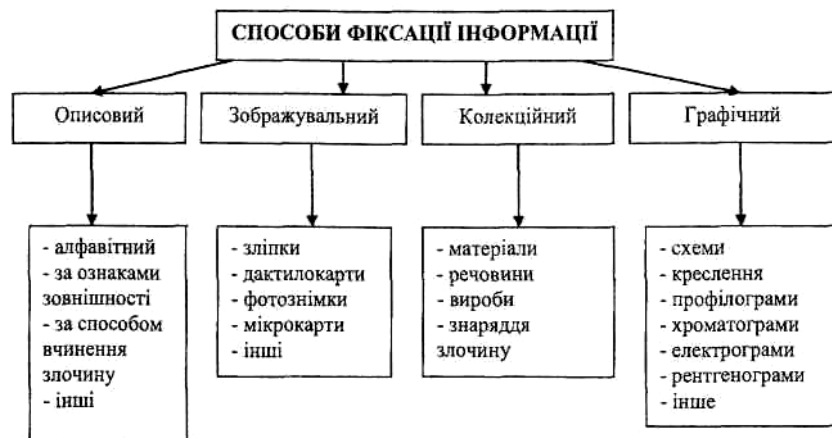 СПОСОБИ ФІКСАЦІЇ ІНФОРМАЦІЇ
Описовий
Зображувальний
Колекційний
Графічний
- алфавітний
- за ознаками
зовнішності
- за способом
вчинення
злочину
- інші
- зліпки
- дактилокарти
- фотознімки
- мікрокарти
- інші
- матеріали
- речовини
- вироби
- знаряддя
злочину
- схеми
- креслення
- профілограми
- хроматограми
- електрограми
- рентгенограми
- інше